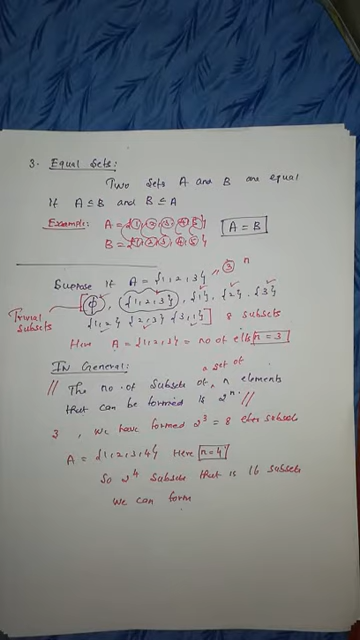 3. Equal Sets:
Two sets A and B are equal
If A ⊆ B and B ⊆ A
Example: A = {1, 2, 3, 4, 5} A = B
B = {1, 2, 3, 4, 5}
Supose if A = {1, 2, 3} " 3 n
Trivial subsets [ϕ, {1, 2, 3}, {1}, {2}, {3}
{1, 2} {2, 3} {3, 1}] 8 subsets
Here A = {1, 2, 3} = no of elts n = 3
In General:
// The no. of subsets of a set of n elements
that can be formed is 2ⁿ. //
3, we have formed 2³ = 8 subsets
A = {1, 2, 3, 4} Here n = 4
So 2⁴ subsets that is 16 subsets
we can form